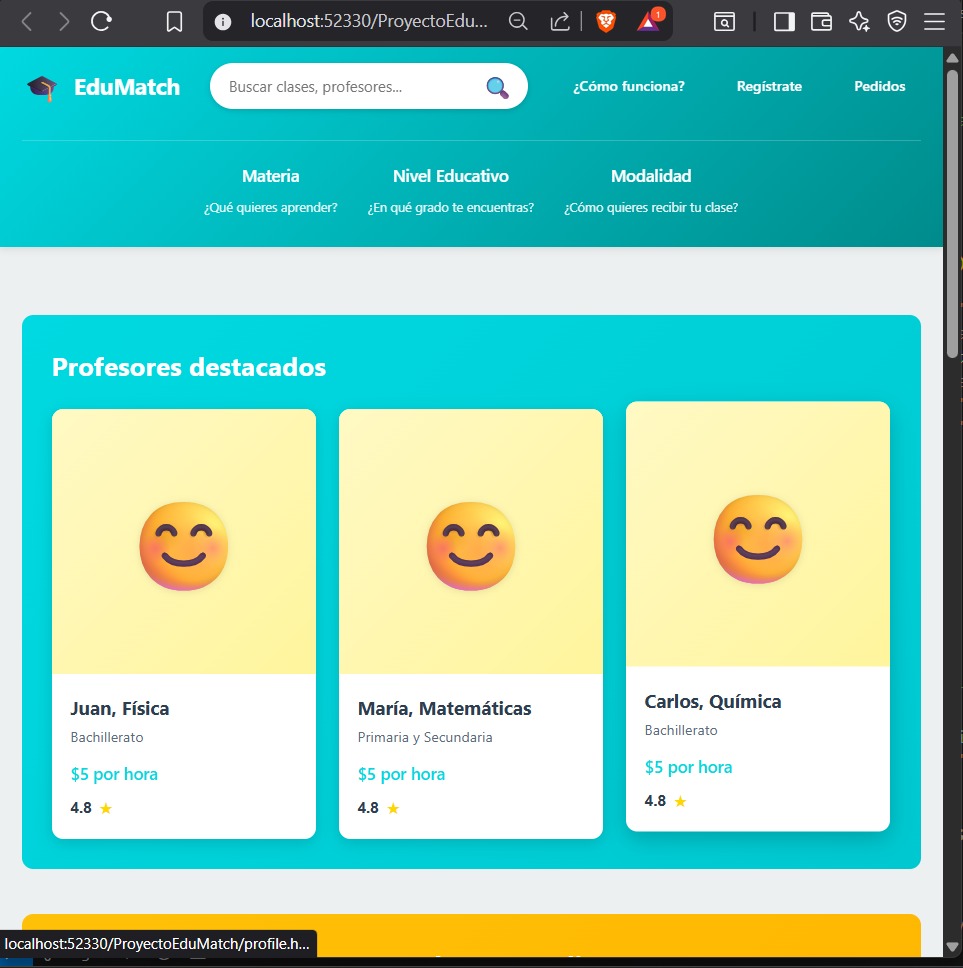 localhost:52330/ProyectoEdu...
1
EduMatch
Buscar clases, profesores...
¿Cómo funciona?
Regístrate
Pedidos
Materia
Nivel Educativo
Modalidad
¿Qué quieres aprender?
¿En qué grado te encuentras?
¿Cómo quieres recibir tu clase?
Profesores destacados
Juan, Física
Bachillerato
$5 por hora
4.8 ★
María, Matemáticas
Primaria y Secundaria
$5 por hora
4.8 ★
Carlos, Química
Bachillerato
$5 por hora
4.8 ★
localhost:52330/ProyectoEduMatch/profile.h...